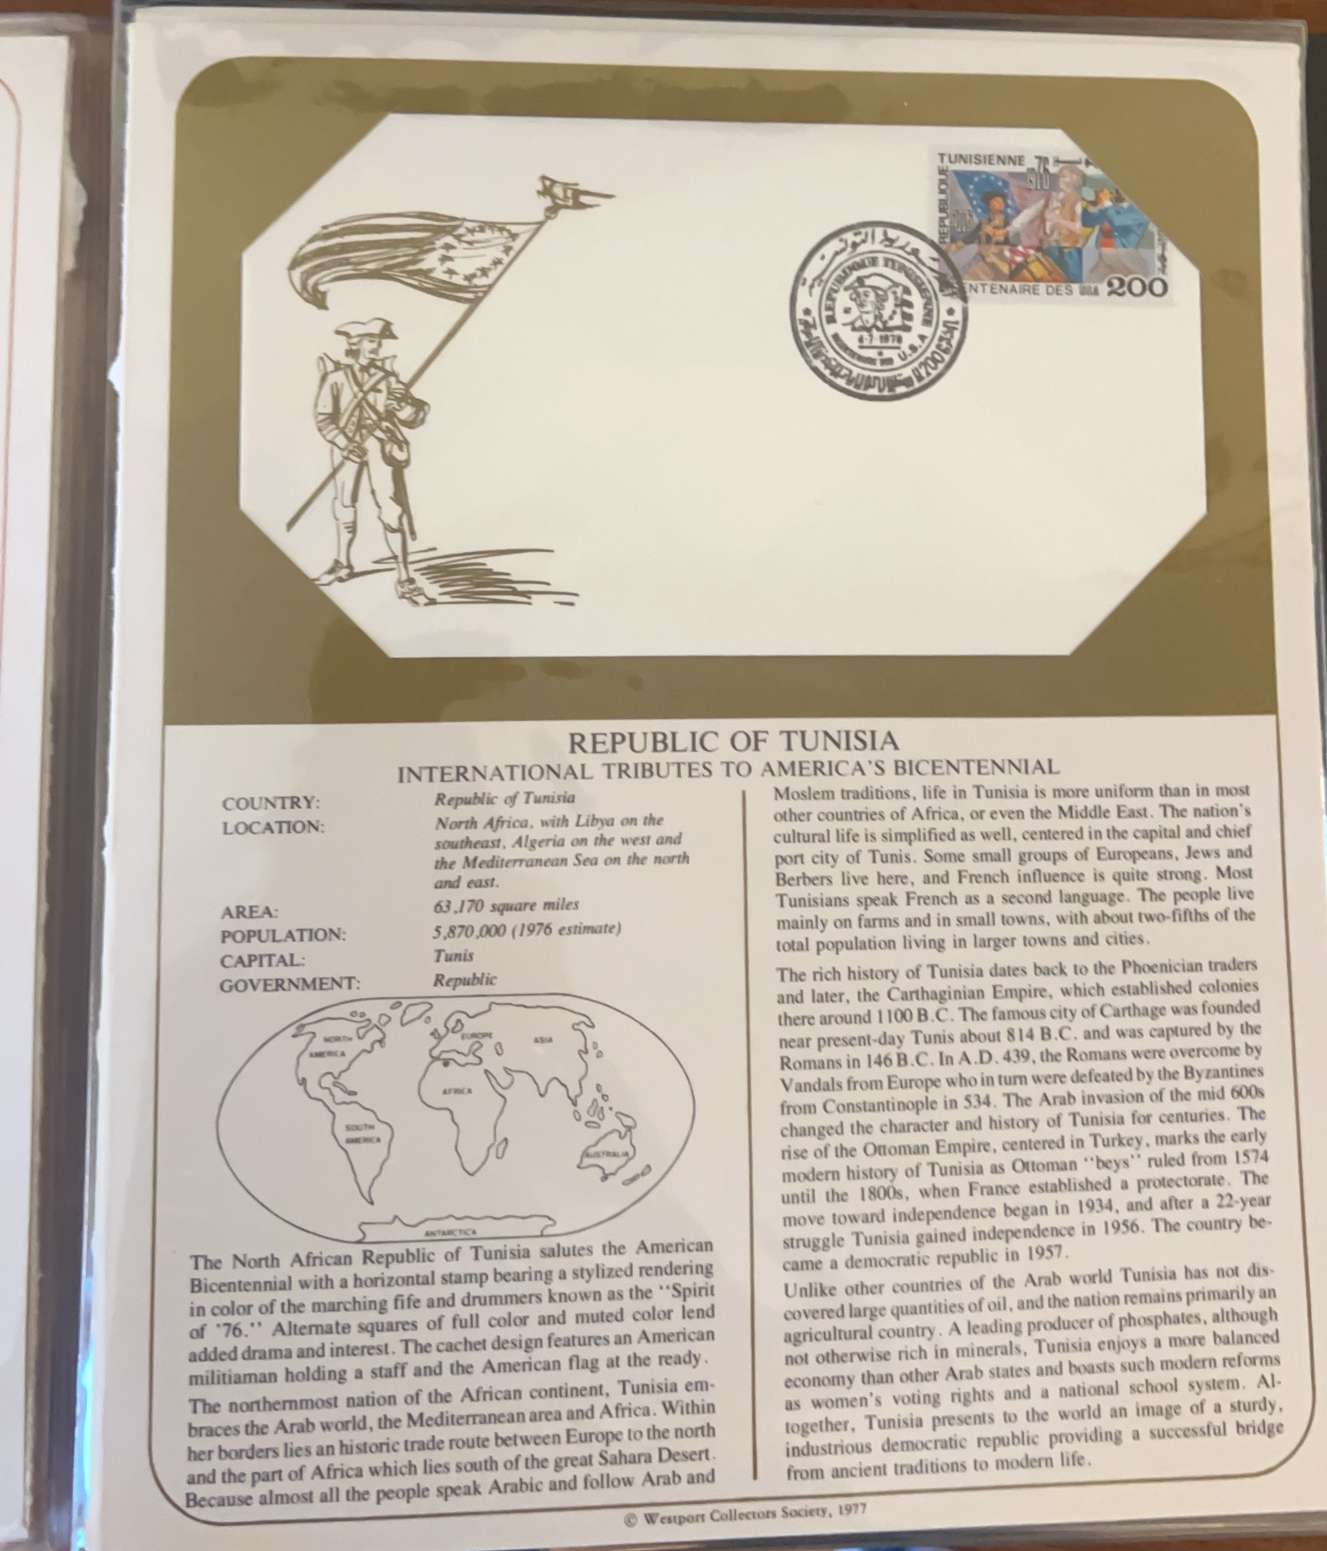 TUNISIENNE
REPUBLIQUE
NTENAIRE DES USA 200
REPUBLIQUE TUNISIENNE
U.S.A
REPUBLIC OF TUNISIA
INTERNATIONAL TRIBUTES TO AMERICA'S BICENTENNIAL
COUNTRY: Republic of Tunisia
LOCATION: North Africa, with Libya on the
southeast, Algeria on the west and
the Mediterranean Sea on the north
and east.
AREA: 63,170 square miles
POPULATION: 5,870,000 (1976 estimate)
CAPITAL: Tunis
GOVERNMENT: Republic
NORTH
AMERICA
EUROPE
ASIA
AFRICA
SOUTH
AMERICA
AUSTRALIA
ANTARCTICA
The North African Republic of Tunisia salutes the American
Bicentennial with a horizontal stamp bearing a stylized rendering
in color of the marching fife and drummers known as the "Spirit
of '76." Alternate squares of full color and muted color lend
added drama and interest. The cachet design features an American
militiaman holding a staff and the American flag at the ready.
The northernmost nation of the African continent, Tunisia em-
braces the Arab world, the Mediterranean area and Africa. Within
her borders lies an historic trade route between Europe to the north
and the part of Africa which lies south of the great Sahara Desert.
Because almost all the people speak Arabic and follow Arab and
Moslem traditions, life in Tunisia is more uniform than in most
other countries of Africa, or even the Middle East. The nation's
cultural life is simplified as well, centered in the capital and chief
port city of Tunis. Some small groups of Europeans, Jews and
Berbers live here, and French influence is quite strong. Most
Tunisians speak French as a second language. The people live
mainly on farms and in small towns, with about two-fifths of the
total population living in larger towns and cities.
The rich history of Tunisia dates back to the Phoenician traders
and later, the Carthaginian Empire, which established colonies
there around 1100 B.C. The famous city of Carthage was founded
near present-day Tunis about 814 B.C. and was captured by the
Romans in 146 B.C. In A.D. 439, the Romans were overcome by
Vandals from Europe who in turn were defeated by the Byzantines
from Constantinople in 534. The Arab invasion of the mid 600s
changed the character and history of Tunisia for centuries. The
rise of the Ottoman Empire, centered in Turkey, marks the early
modern history of Tunisia as Ottoman "beys" ruled from 1574
until the 1800s, when France established a protectorate. The
move toward independence began in 1934, and after a 22-year
struggle Tunisia gained independence in 1956. The country be-
came a democratic republic in 1957.
Unlike other countries of the Arab world Tunisia has not dis-
covered large quantities of oil, and the nation remains primarily an
agricultural country. A leading producer of phosphates, although
not otherwise rich in minerals, Tunisia enjoys a more balanced
economy than other Arab states and boasts such modern reforms
as women's voting rights and a national school system. Al-
together, Tunisia presents to the world an image of a sturdy,
industrious democratic republic providing a successful bridge
from ancient traditions to modern life.
© Westport Collectors Society, 1977